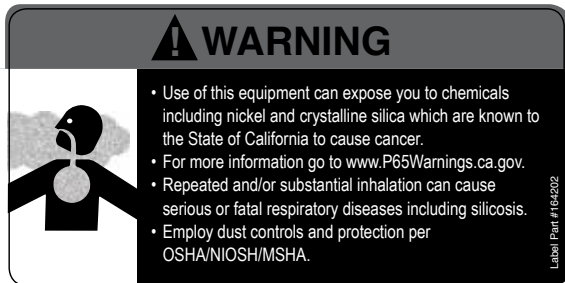 WARNING
• Use of this equipment can expose you to chemicals
including nickel and crystalline silica which are known to
the State of California to cause cancer.
• For more information go to www.P65Warnings.ca.gov.
• Repeated and/or substantial inhalation can cause
serious or fatal respiratory diseases including silicosis.
• Employ dust controls and protection per
OSHA/NIOSH/MSHA.
Label Part #164202